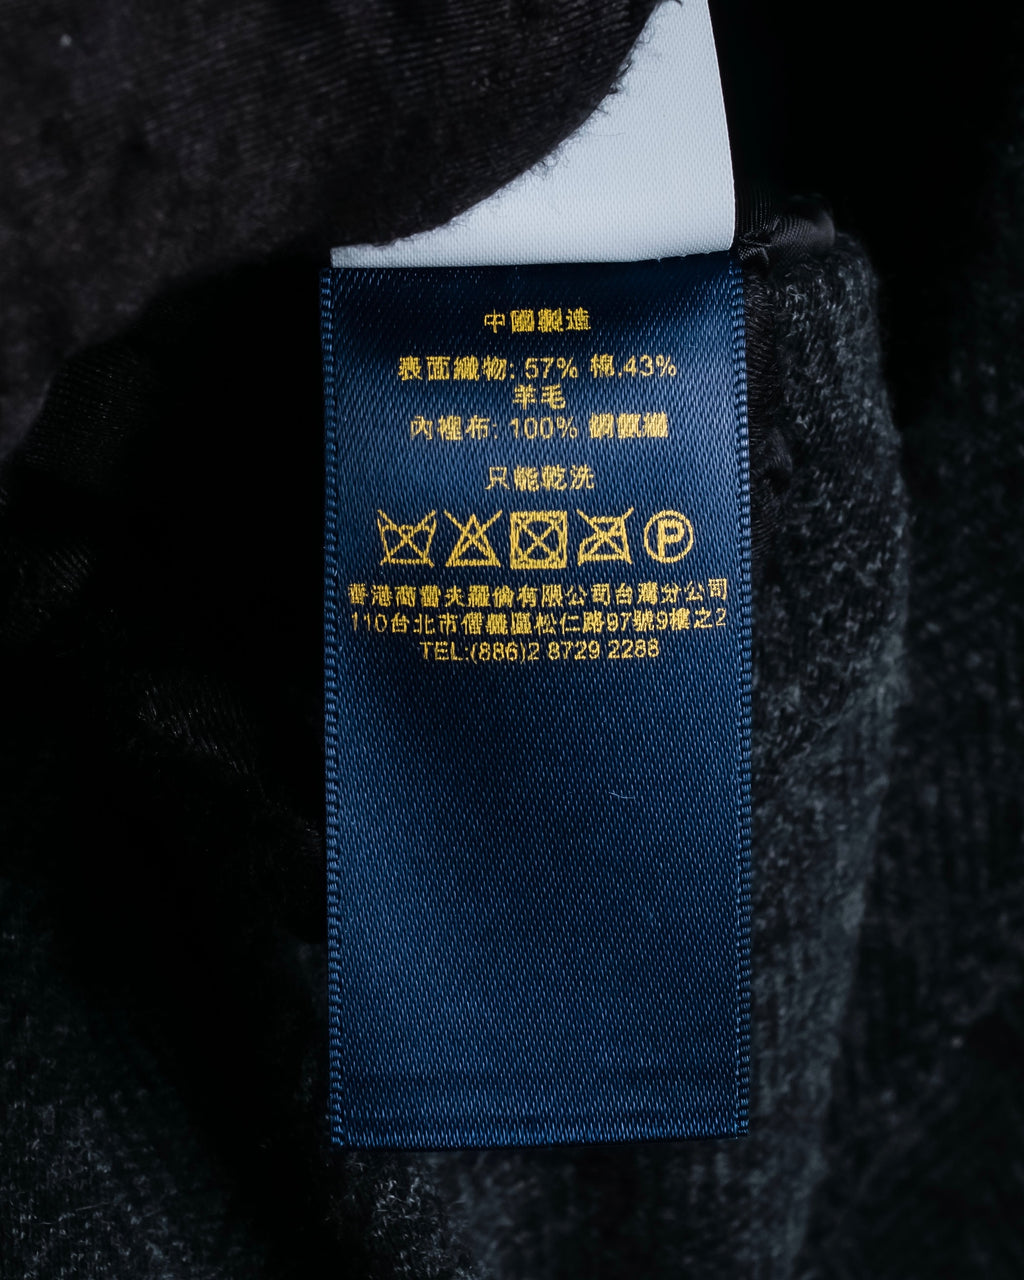 中國製造
表面織物: 57% 棉.43%
羊毛
內裡布: 100% 銅氨纖
只能乾洗
P
香港商雷夫羅倫有限公司台灣分公司
110台北市信義區松仁路97號9樓之2
TEL:(886)2 8729 2288